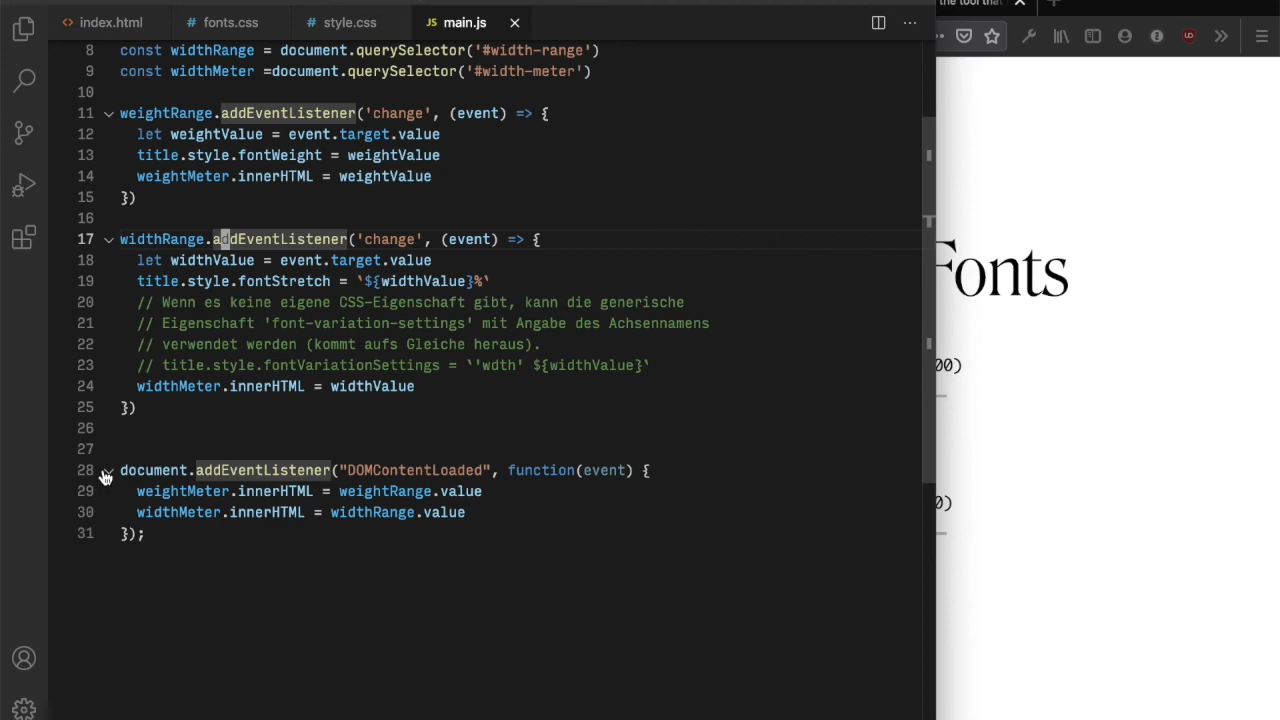 index.html
fonts.css
style.css
JS main.js
the tool that
8 const widthRange = document.querySelector('#width-range')
9 const widthMeter =document.querySelector('#width-meter')
10
11 weightRange.addEventListener('change', (event) => {
12 let weightValue = event.target.value
13 title.style.fontWeight = weightValue
14 weightMeter.innerHTML = weightValue
15 })
16
17 widthRange.addEventListener('change', (event) => {
18 let widthValue = event.target.value
19 title.style.fontStretch = `${widthValue}%`
20 // Wenn es keine eigene CSS-Eigenschaft gibt, kann die generische
21 // Eigenschaft 'font-variation-settings' mit Angabe des Achsennamens
22 // verwendet werden (kommt aufs Gleiche heraus).
23 // title.style.fontVariationSettings = `'wdth' ${widthValue}`
24 widthMeter.innerHTML = widthValue
25 })
26
27
28 document.addEventListener("DOMContentLoaded", function(event) {
29 weightMeter.innerHTML = weightRange.value
30 widthMeter.innerHTML = widthRange.value
31 });
Fonts
00)
0)